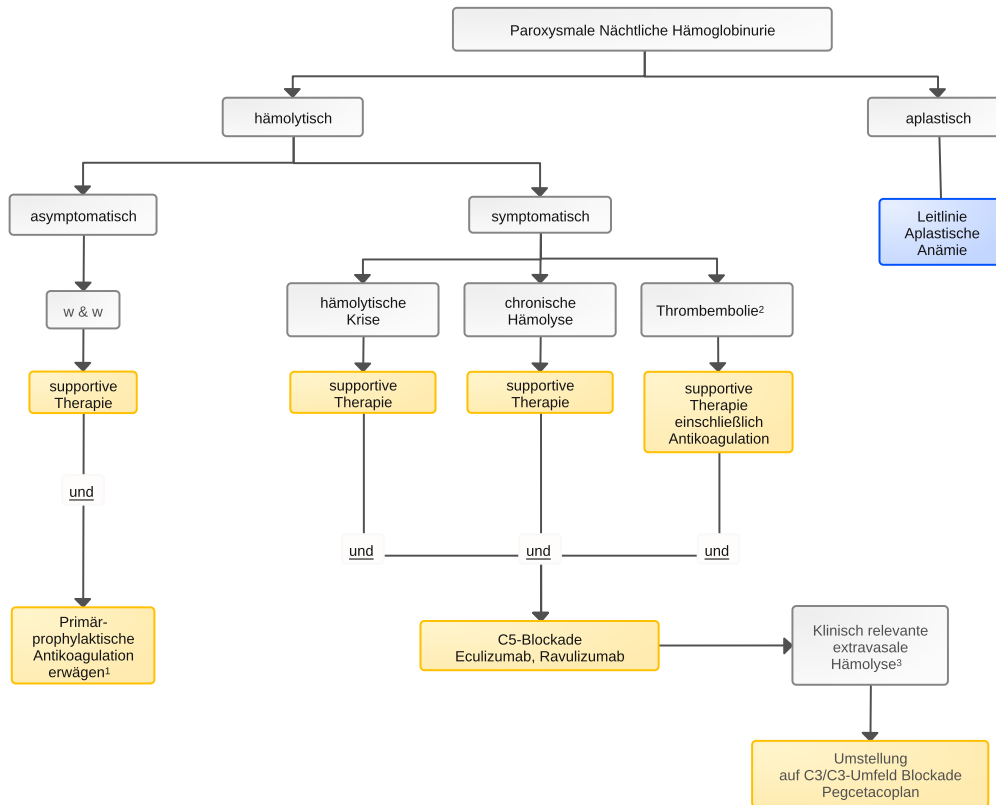 Paroxysmale Nächtliche Hämoglobinurie
hämolytisch
aplastisch
asymptomatisch
symptomatisch
Leitlinie
Aplastische
Anämie
w & w
hämolytische
Krise
chronische
Hämolyse
Thrombembolie²
supportive
Therapie
supportive
Therapie
supportive
Therapie
supportive
Therapie
einschließlich
Antikoagulation
und
und
und
und
Primär-
prophylaktische
Antikoagulation
erwägen¹
C5-Blockade
Eculizumab, Ravulizumab
Klinisch relevante
extravasale
Hämolyse³
Umstellung
auf C3/C3-Umfeld Blockade
Pegcetacoplan